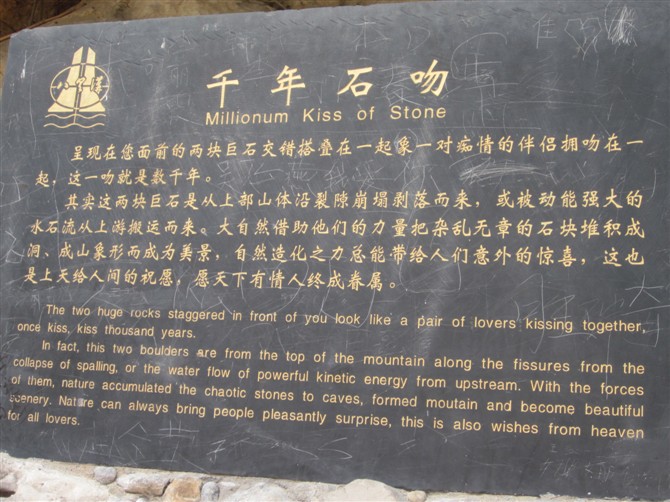 千年石吻
Millionum Kiss of Stone
呈现在您面前的两块巨石交错搭叠在一起象一对痴情的伴侣拥吻在一
起，这一吻就是数千年。
其实这两块巨石是从上部山体沿裂隙崩塌剥落而来，或被动能强大的
水石流从上游搬运而来。大自然借助他们的力量把杂乱无章的石块堆积成
洞、成山象形而成为美景，自然造化之力总能带给人们意外的惊喜，这也
是上天给人间的祝愿，愿天下有情人终成眷属。
The two huge rocks staggered in front of you look like a pair of lovers kissing together,
once kiss, kiss thousand years.
In fact, this two boulders are from the top of the mountain along the fissures from the
collapse of spalling, or the water flow of powerful kinetic energy from upstream. With the forces
of them, nature accumulated the chaotic stones to caves, formed moutain and become beautiful
scenery. Nature can always bring people pleasantly surprise, this is also wishes from heaven
for all lovers.